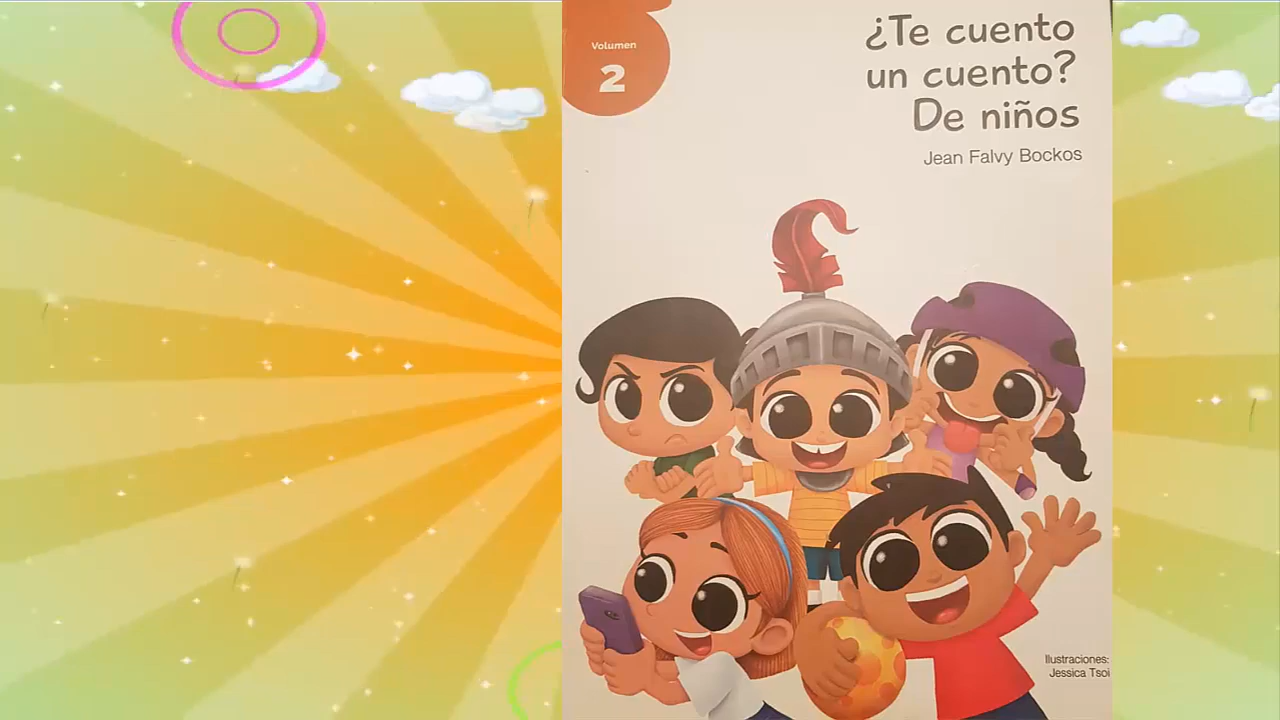 Volumen
2
¿Te cuento
un cuento?
De niños
Jean Falvy Bockos
Ilustraciones:
Jessica Tsoi